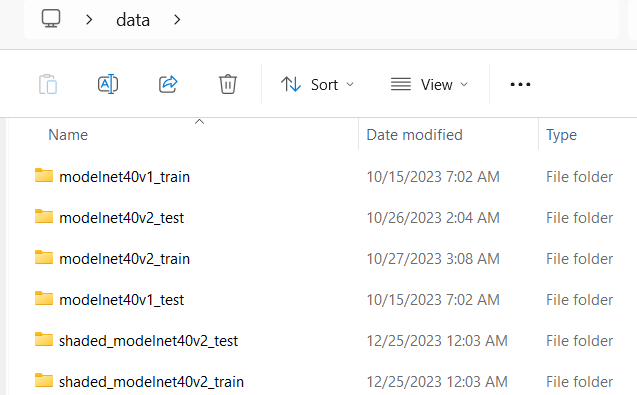 data
Sort View
Name Date modified Type
modelnet40v1_train 10/15/2023 7:02 AM File folder
modelnet40v2_test 10/26/2023 2:04 AM File folder
modelnet40v2_train 10/27/2023 3:08 AM File folder
modelnet40v1_test 10/15/2023 7:02 AM File folder
shaded_modelnet40v2_test 12/25/2023 12:03 AM File folder
shaded_modelnet40v2_train 12/25/2023 12:03 AM File folder